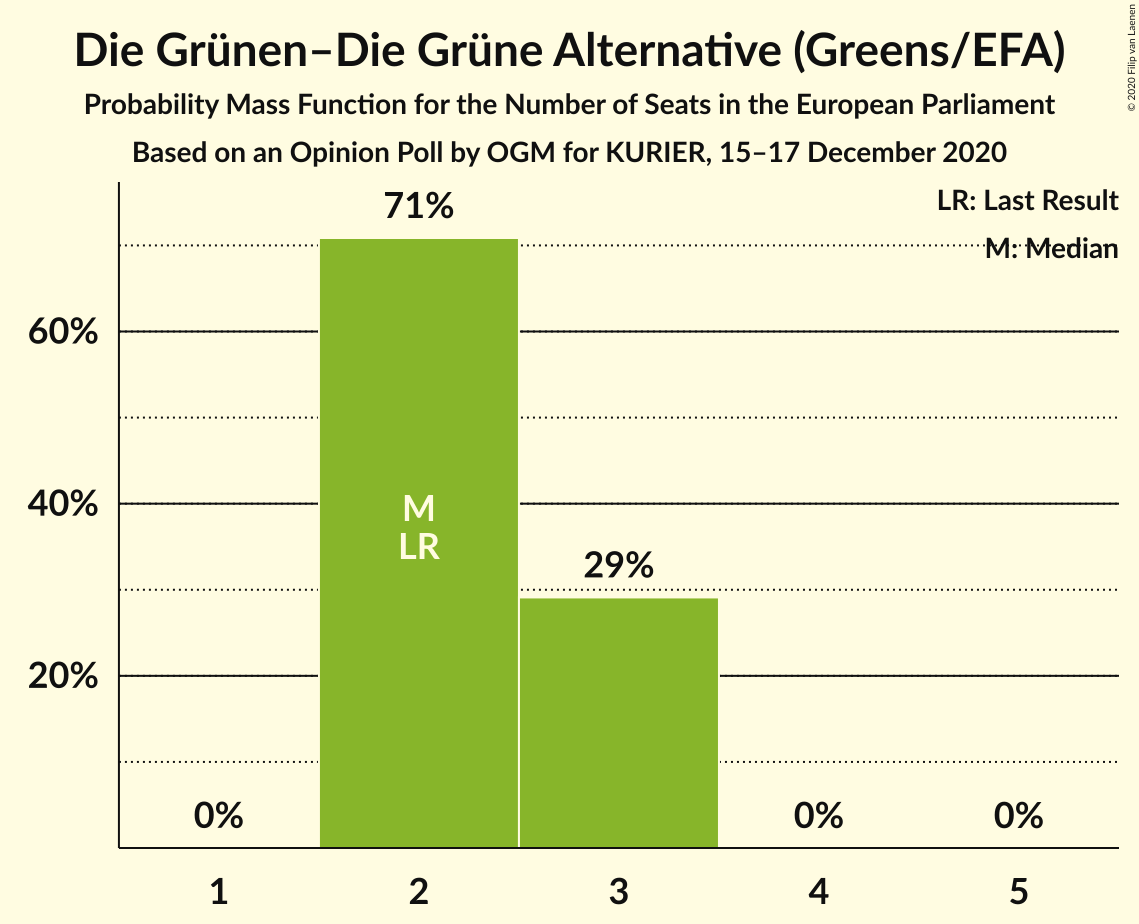 Die Grünen–Die Grüne Alternative (Greens/EFA)
Probability Mass Function for the Number of Seats in the European Parliament
Based on an Opinion Poll by OGM for KURIER, 15–17 December 2020
© 2020 Filip van Laenen
LR: Last Result
M: Median
71%
60%
40%
M
LR
29%
20%
0%
0%
0%
1 2 3 4 5